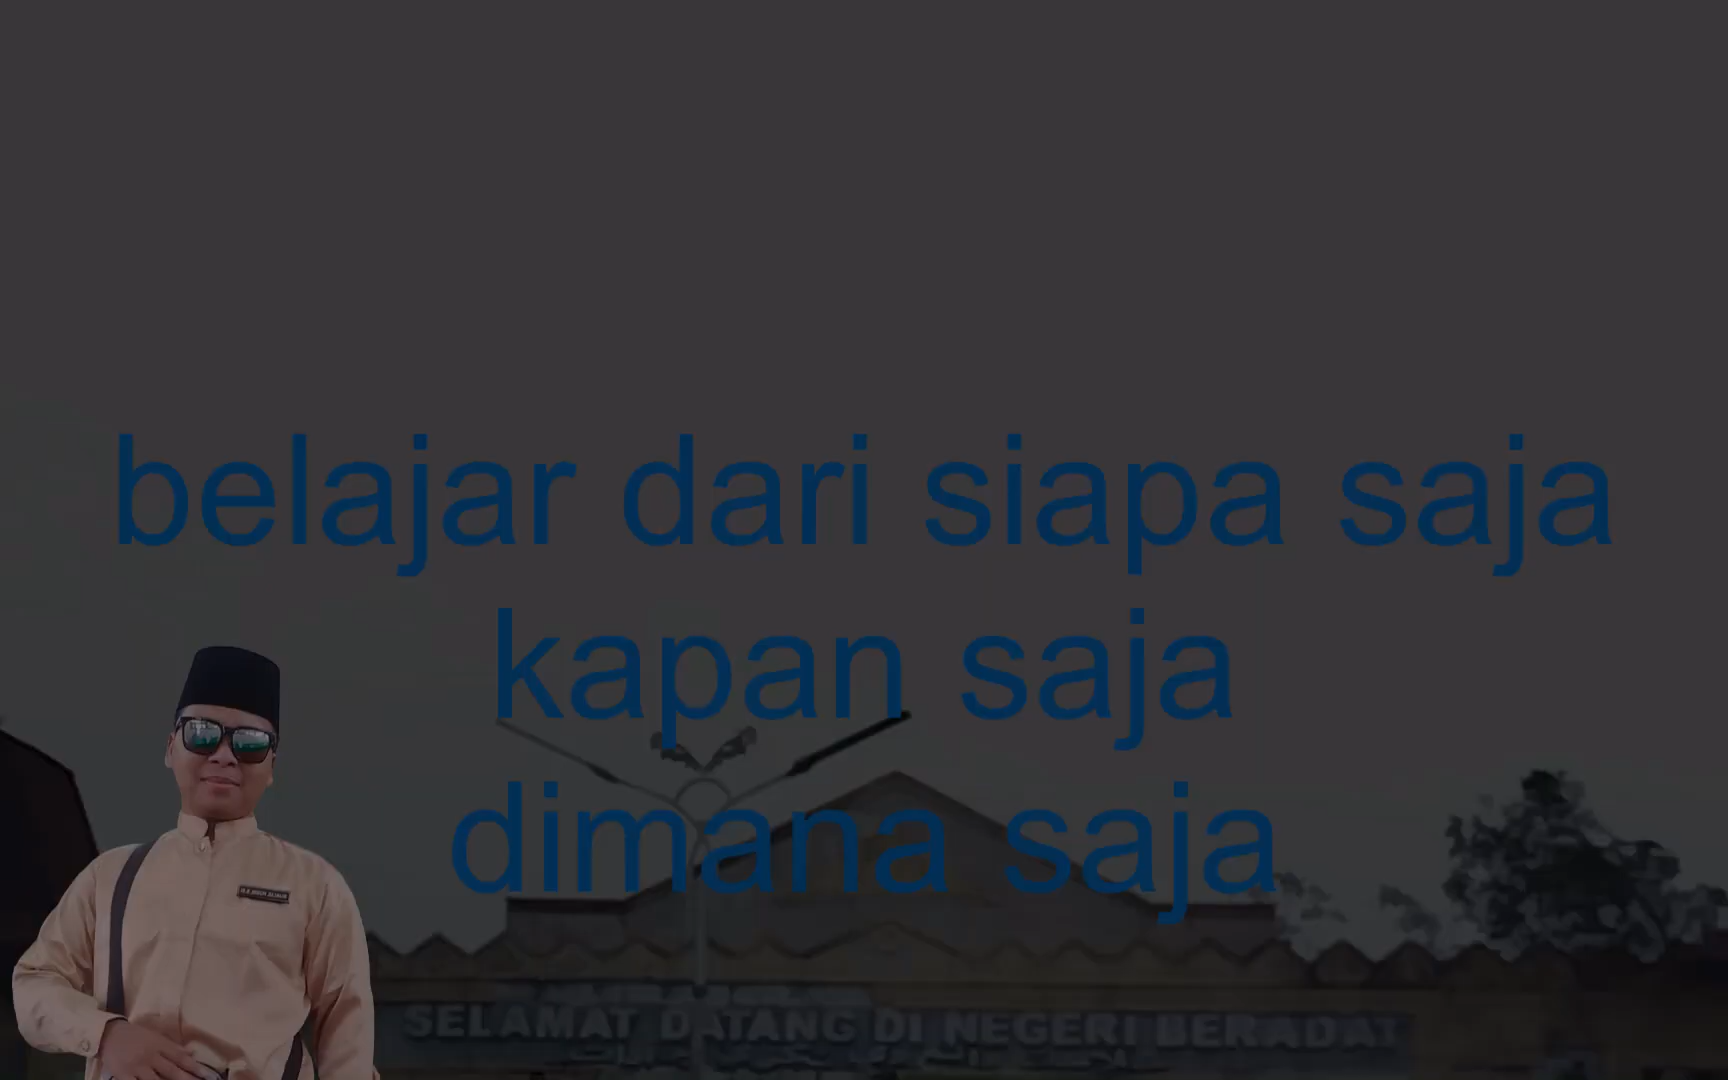 belajar dari siapa saja
kapan saja
dimana saja
SELAMAT DATANG DI NEGERI BERADAT